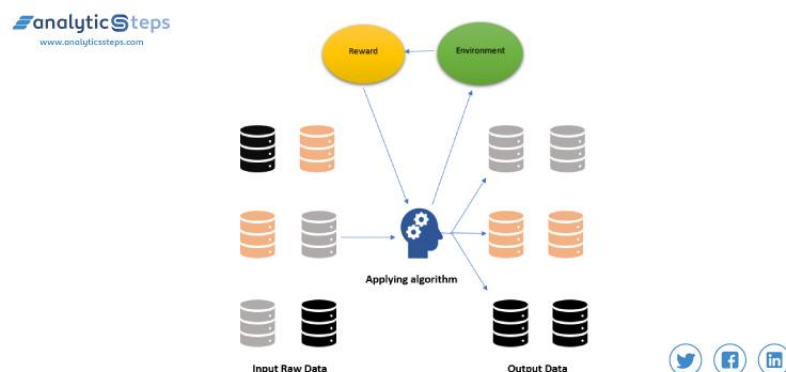 analyticSteps
www.analyticssteps.com
Reward
Environment
Applying algorithm
Input Raw Data
Output Data